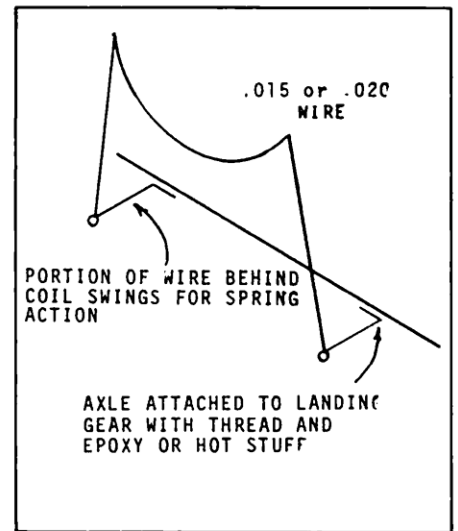 .015 or .020
WIRE
PORTION OF WIRE BEHIND
COIL SWINGS FOR SPRING
ACTION
AXLE ATTACHED TO LANDING
GEAR WITH THREAD AND
EPOXY OR HOT STUFF